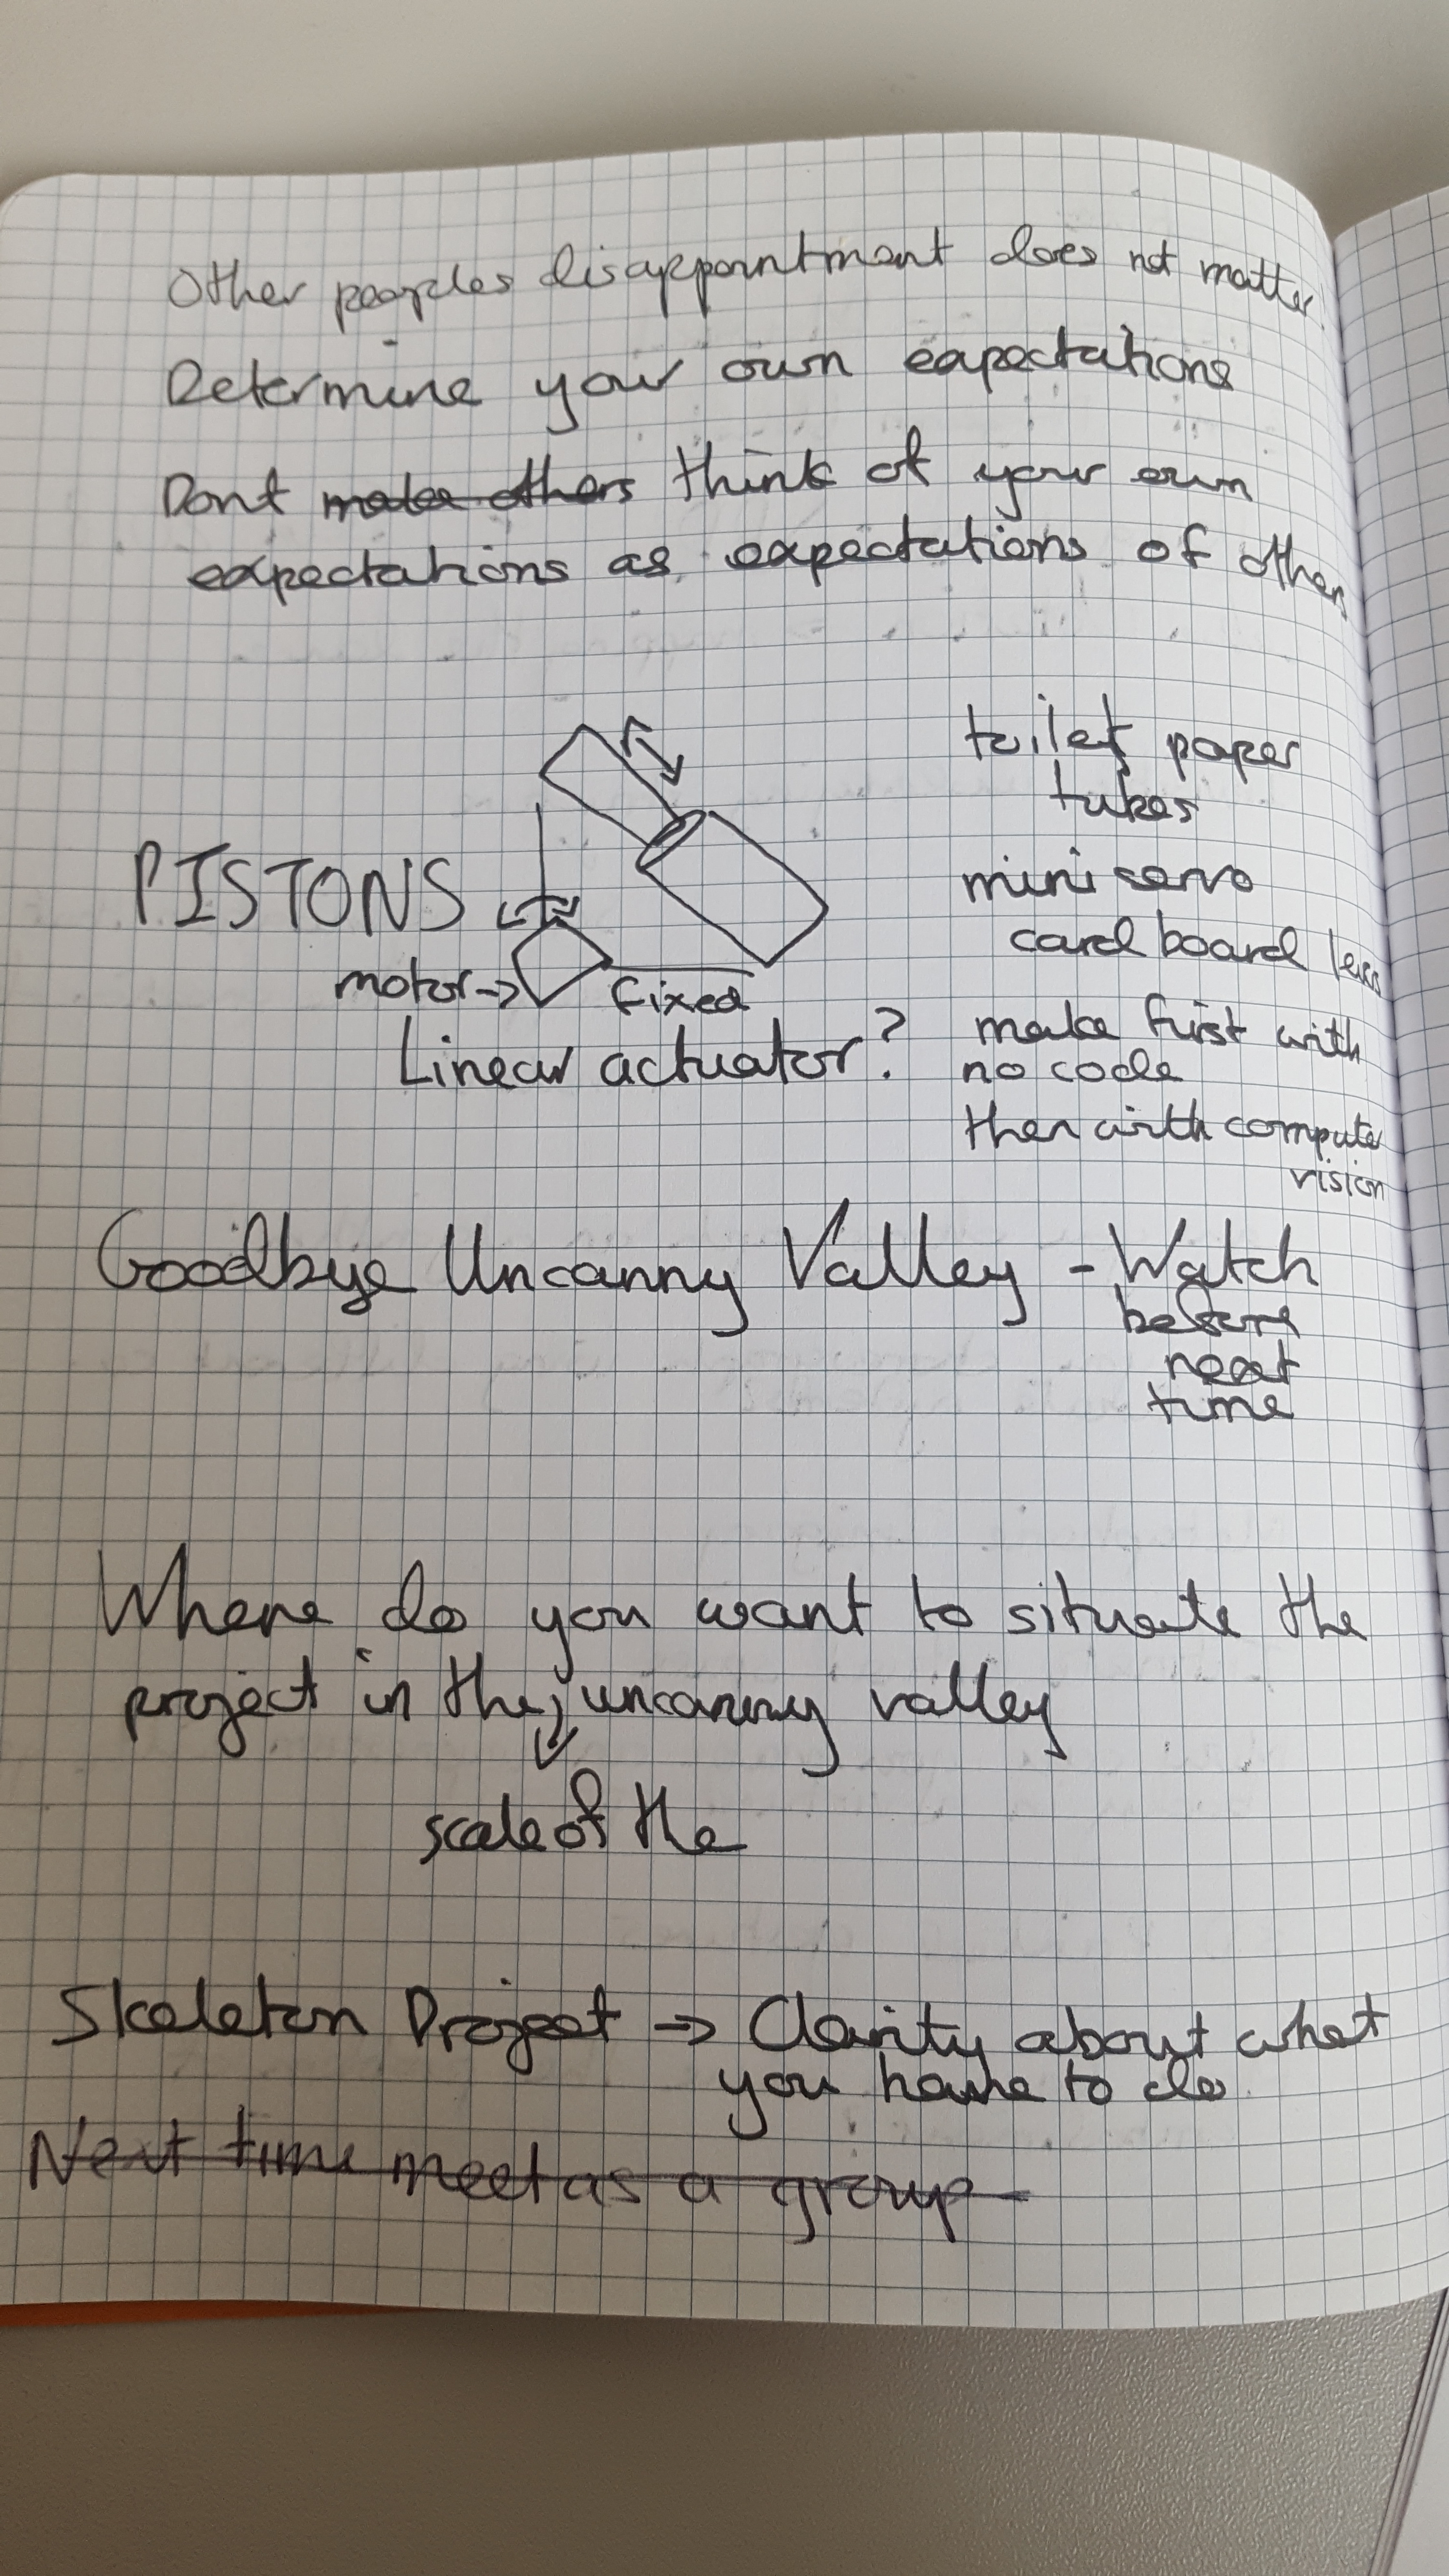 Other peoples disappointment does not matter.
Determine your own expectations
Dont make others think of your own
expectations as expectations of others
toilet paper
tubes
PISTONS
mini servo
card board legs
motor->
fixed
Linear actuator?
make first with
no code
then with computer
vision
Goodbye Uncanny Valley - Watch
before
next
time
Where do you want to situate the
project in the, uncanny valley
scale of the
Skeleton Project -> Clarity about what
you have to do
Next time meet as a group